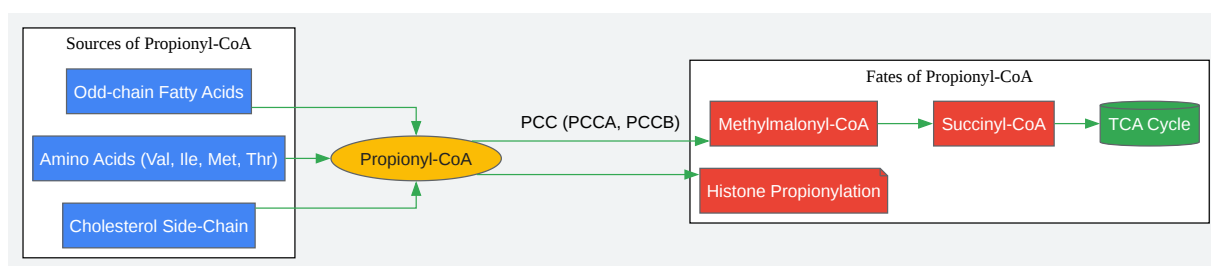 Sources of Propionyl-CoA
Odd-chain Fatty Acids
Amino Acids (Val, Ile, Met, Thr)
Cholesterol Side-Chain
Propionyl-CoA
PCC (PCCA, PCCB)
Fates of Propionyl-CoA
Methylmalonyl-CoA
Succinyl-CoA
TCA Cycle
Histone Propionylation